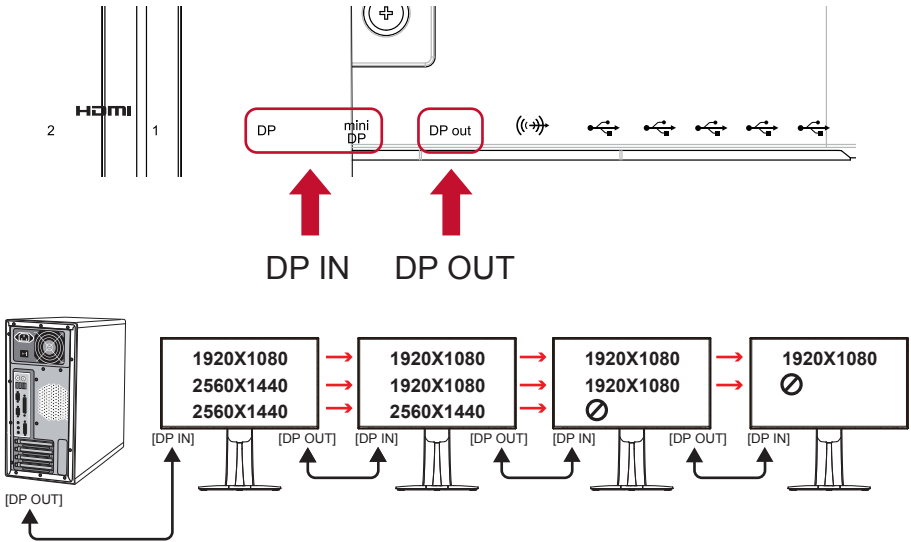 2 HDMI 1 DP mini DP DP out
DP IN DP OUT
1920X1080 1920X1080 1920X1080 1920X1080
2560X1440 1920X1080 1920X1080
2560X1440 2560X1440
[DP IN] [DP OUT] [DP IN] [DP OUT] [DP IN] [DP OUT] [DP IN]
[DP OUT]